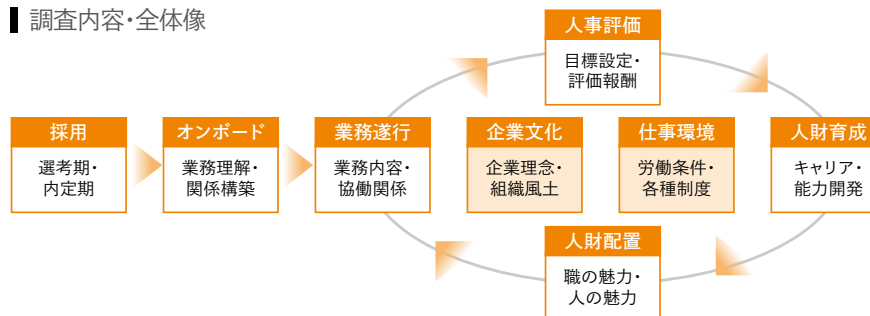 調査内容・全体像
人事評価
目標設定・
評価報酬
採用
選考期・
内定期
オンボード
業務理解・
関係構築
業務遂行
業務内容・
協働関係
企業文化
企業理念・
組織風土
仕事環境
労働条件・
各種制度
人財育成
キャリア・
能力開発
人財配置
職の魅力・
人の魅力